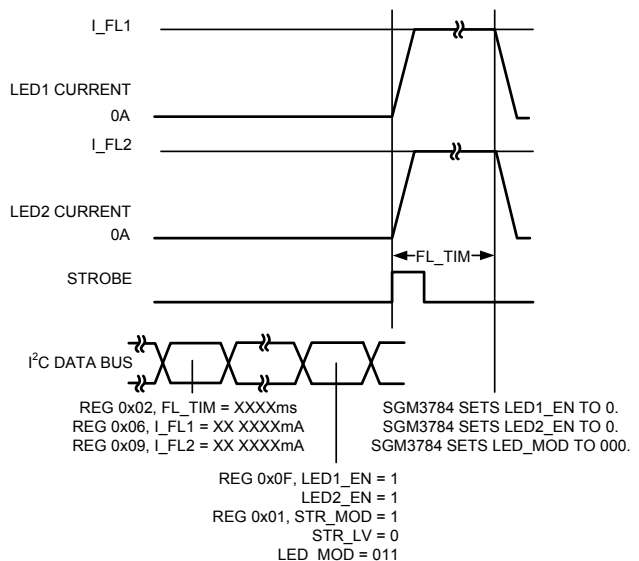 I_FL1
LED1 CURRENT
0A
I_FL2
LED2 CURRENT
0A
FL_TIM
STROBE
I²C DATA BUS
REG 0x02, FL_TIM = XXXXms
REG 0x06, I_FL1 = XX XXXXmA
REG 0x09, I_FL2 = XX XXXXmA
SGM3784 SETS LED1_EN TO 0.
SGM3784 SETS LED2_EN TO 0.
SGM3784 SETS LED_MOD TO 000.
REG 0x0F, LED1_EN = 1
LED2_EN = 1
REG 0x01, STR_MOD = 1
STR_LV = 0
LED_MOD = 011